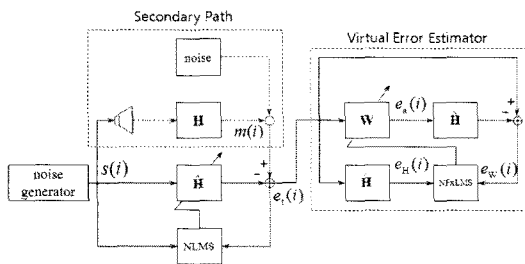 Secondary Path
Virtual Error Estimator
noise
H
m(i)
W
e_a(i)
Ĥ
+
-
noise generator
s(i)
Ĥ
+
-
e_r(i)
Ĥ
e_H(i)
NFxLMS
e_W(i)
NLMS